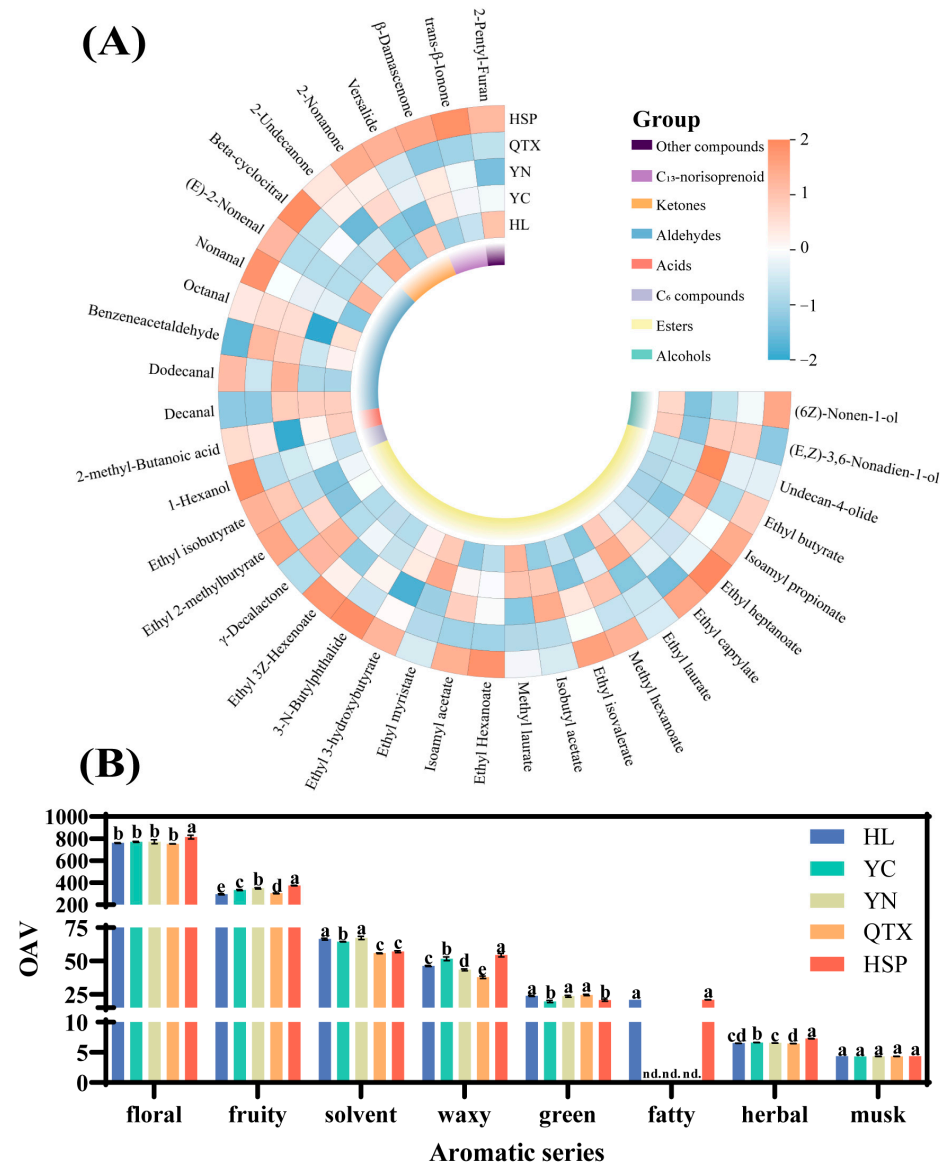 (A)
2-Pentyl-Furan
trans-β-Ionone
β-Damascenone
Versalide
2-Nonanone
2-Undecanone
Beta-cyclocitral
(E)-2-Nonenal
Nonanal
Octanal
Benzeneacetaldehyde
Dodecanal
Decanal
2-methyl-Butanoic acid
1-Hexanol
Ethyl isobutyrate
Ethyl 2-methylbutyrate
γ-Decalactone
Ethyl 3Z-Hexenoate
3-N-Butylphthalide
Ethyl 3-hydroxybutyrate
Ethyl myristate
Isoamyl acetate
Ethyl Hexanoate
Methyl laurate
Isobutyl acetate
Ethyl isovalerate
Methyl hexanoate
Ethyl laurate
Ethyl caprylate
Ethyl heptanoate
Isoamyl propionate
Ethyl butyrate
Undecan-4-olide
(E,Z)-3,6-Nonadien-1-ol
(6Z)-Nonen-1-ol
HSP
QTX
YN
YC
HL
Group
Other compounds
C₁₃-norisoprenoid
Ketones
Aldehydes
Acids
C₆ compounds
Esters
Alcohols
2
1
0
−1
−2
(B)
OAV
1000
800
600
400
200
75
50
25
10
5
0
b b b b a
e c b d a
a b a c c
c b d e a
a b a a b
a n.d. n.d. n.d. a
cd b c d a
a a a a a
HL
YC
YN
QTX
HSP
floral fruity solvent waxy green fatty herbal musk
Aromatic series